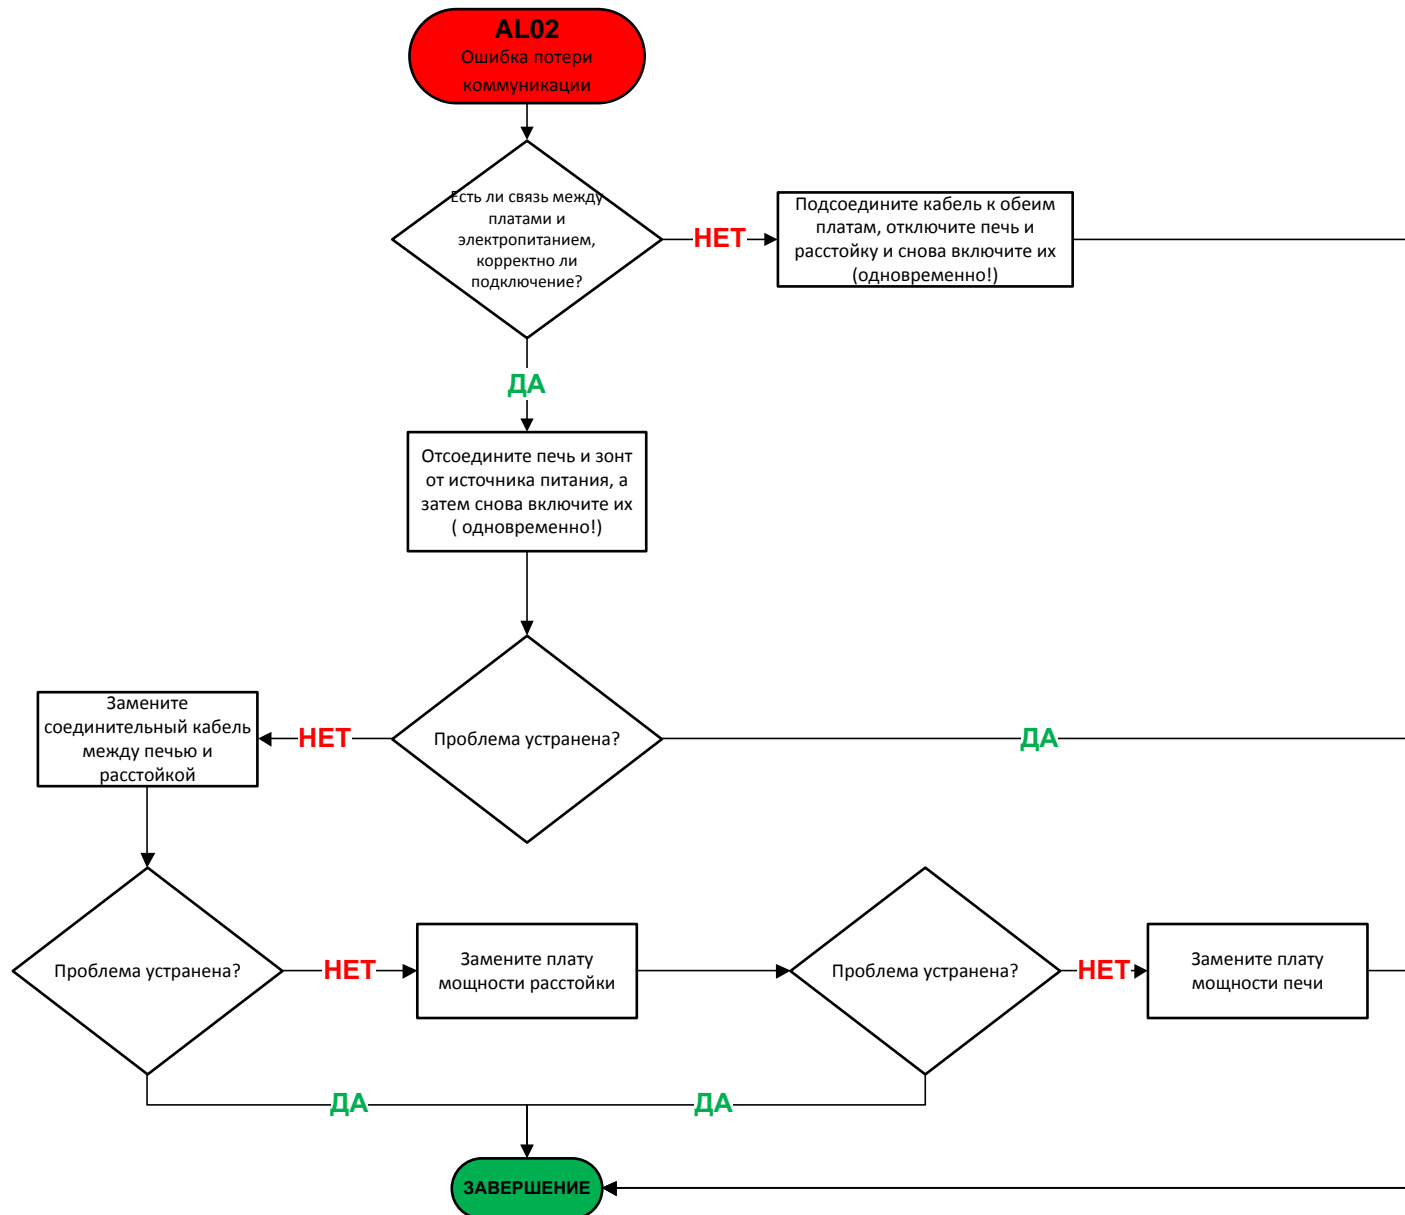 AL02
Ошибка потери
коммуникации
Есть ли связь между
платами и
электропитанием,
корректно ли
подключение?
НЕТ
Подсоедините кабель к обеим
платам, отключите печь и
расстойку и снова включите их
(одновременно!)
ДА
Отсоедините печь и зонт
от источника питания, а
затем снова включите их
( одновременно!)
Замените
соединительный кабель
между печью и
расстойкой
НЕТ
Проблема устранена?
ДА
Проблема устранена?
НЕТ
Замените плату
мощности расстойки
Проблема устранена?
НЕТ
Замените плату
мощности печи
ДА
ДА
ЗАВЕРШЕНИЕ